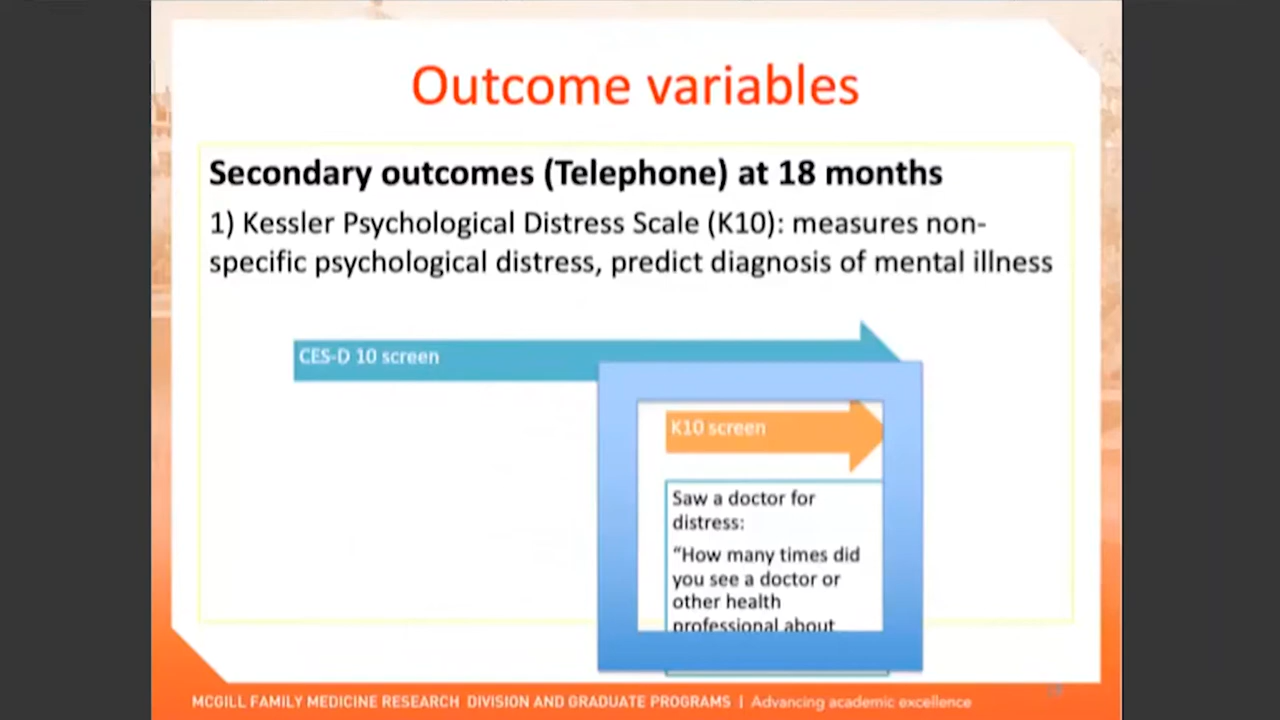 Outcome variables
Secondary outcomes (Telephone) at 18 months
1) Kessler Psychological Distress Scale (K10): measures non-
specific psychological distress, predict diagnosis of mental illness
CES-D 10 screen
K10 screen
Saw a doctor for
distress:
“How many times did
you see a doctor or
other health
professional about
MCGILL FAMILY MEDICINE RESEARCH DIVISION AND GRADUATE PROGRAMS | Advancing academic excellence